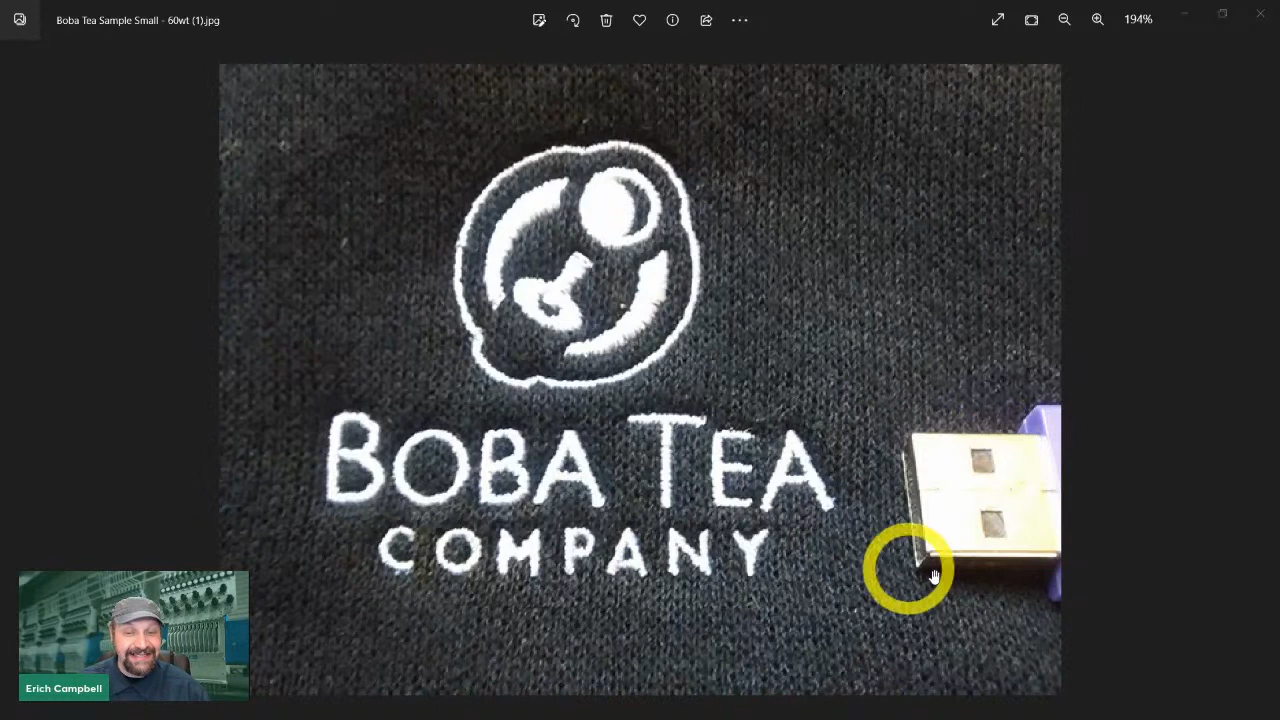 Boba Tea Sample Small - 60wt (1).jpg
194%
BOBA TEA
COMPANY
Erich Campbell